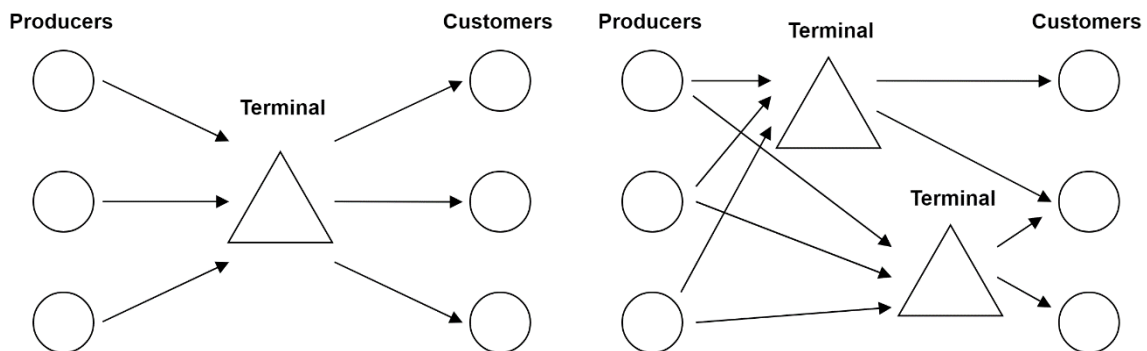 Producers
Customers
Terminal
Producers
Customers
Terminal
Terminal